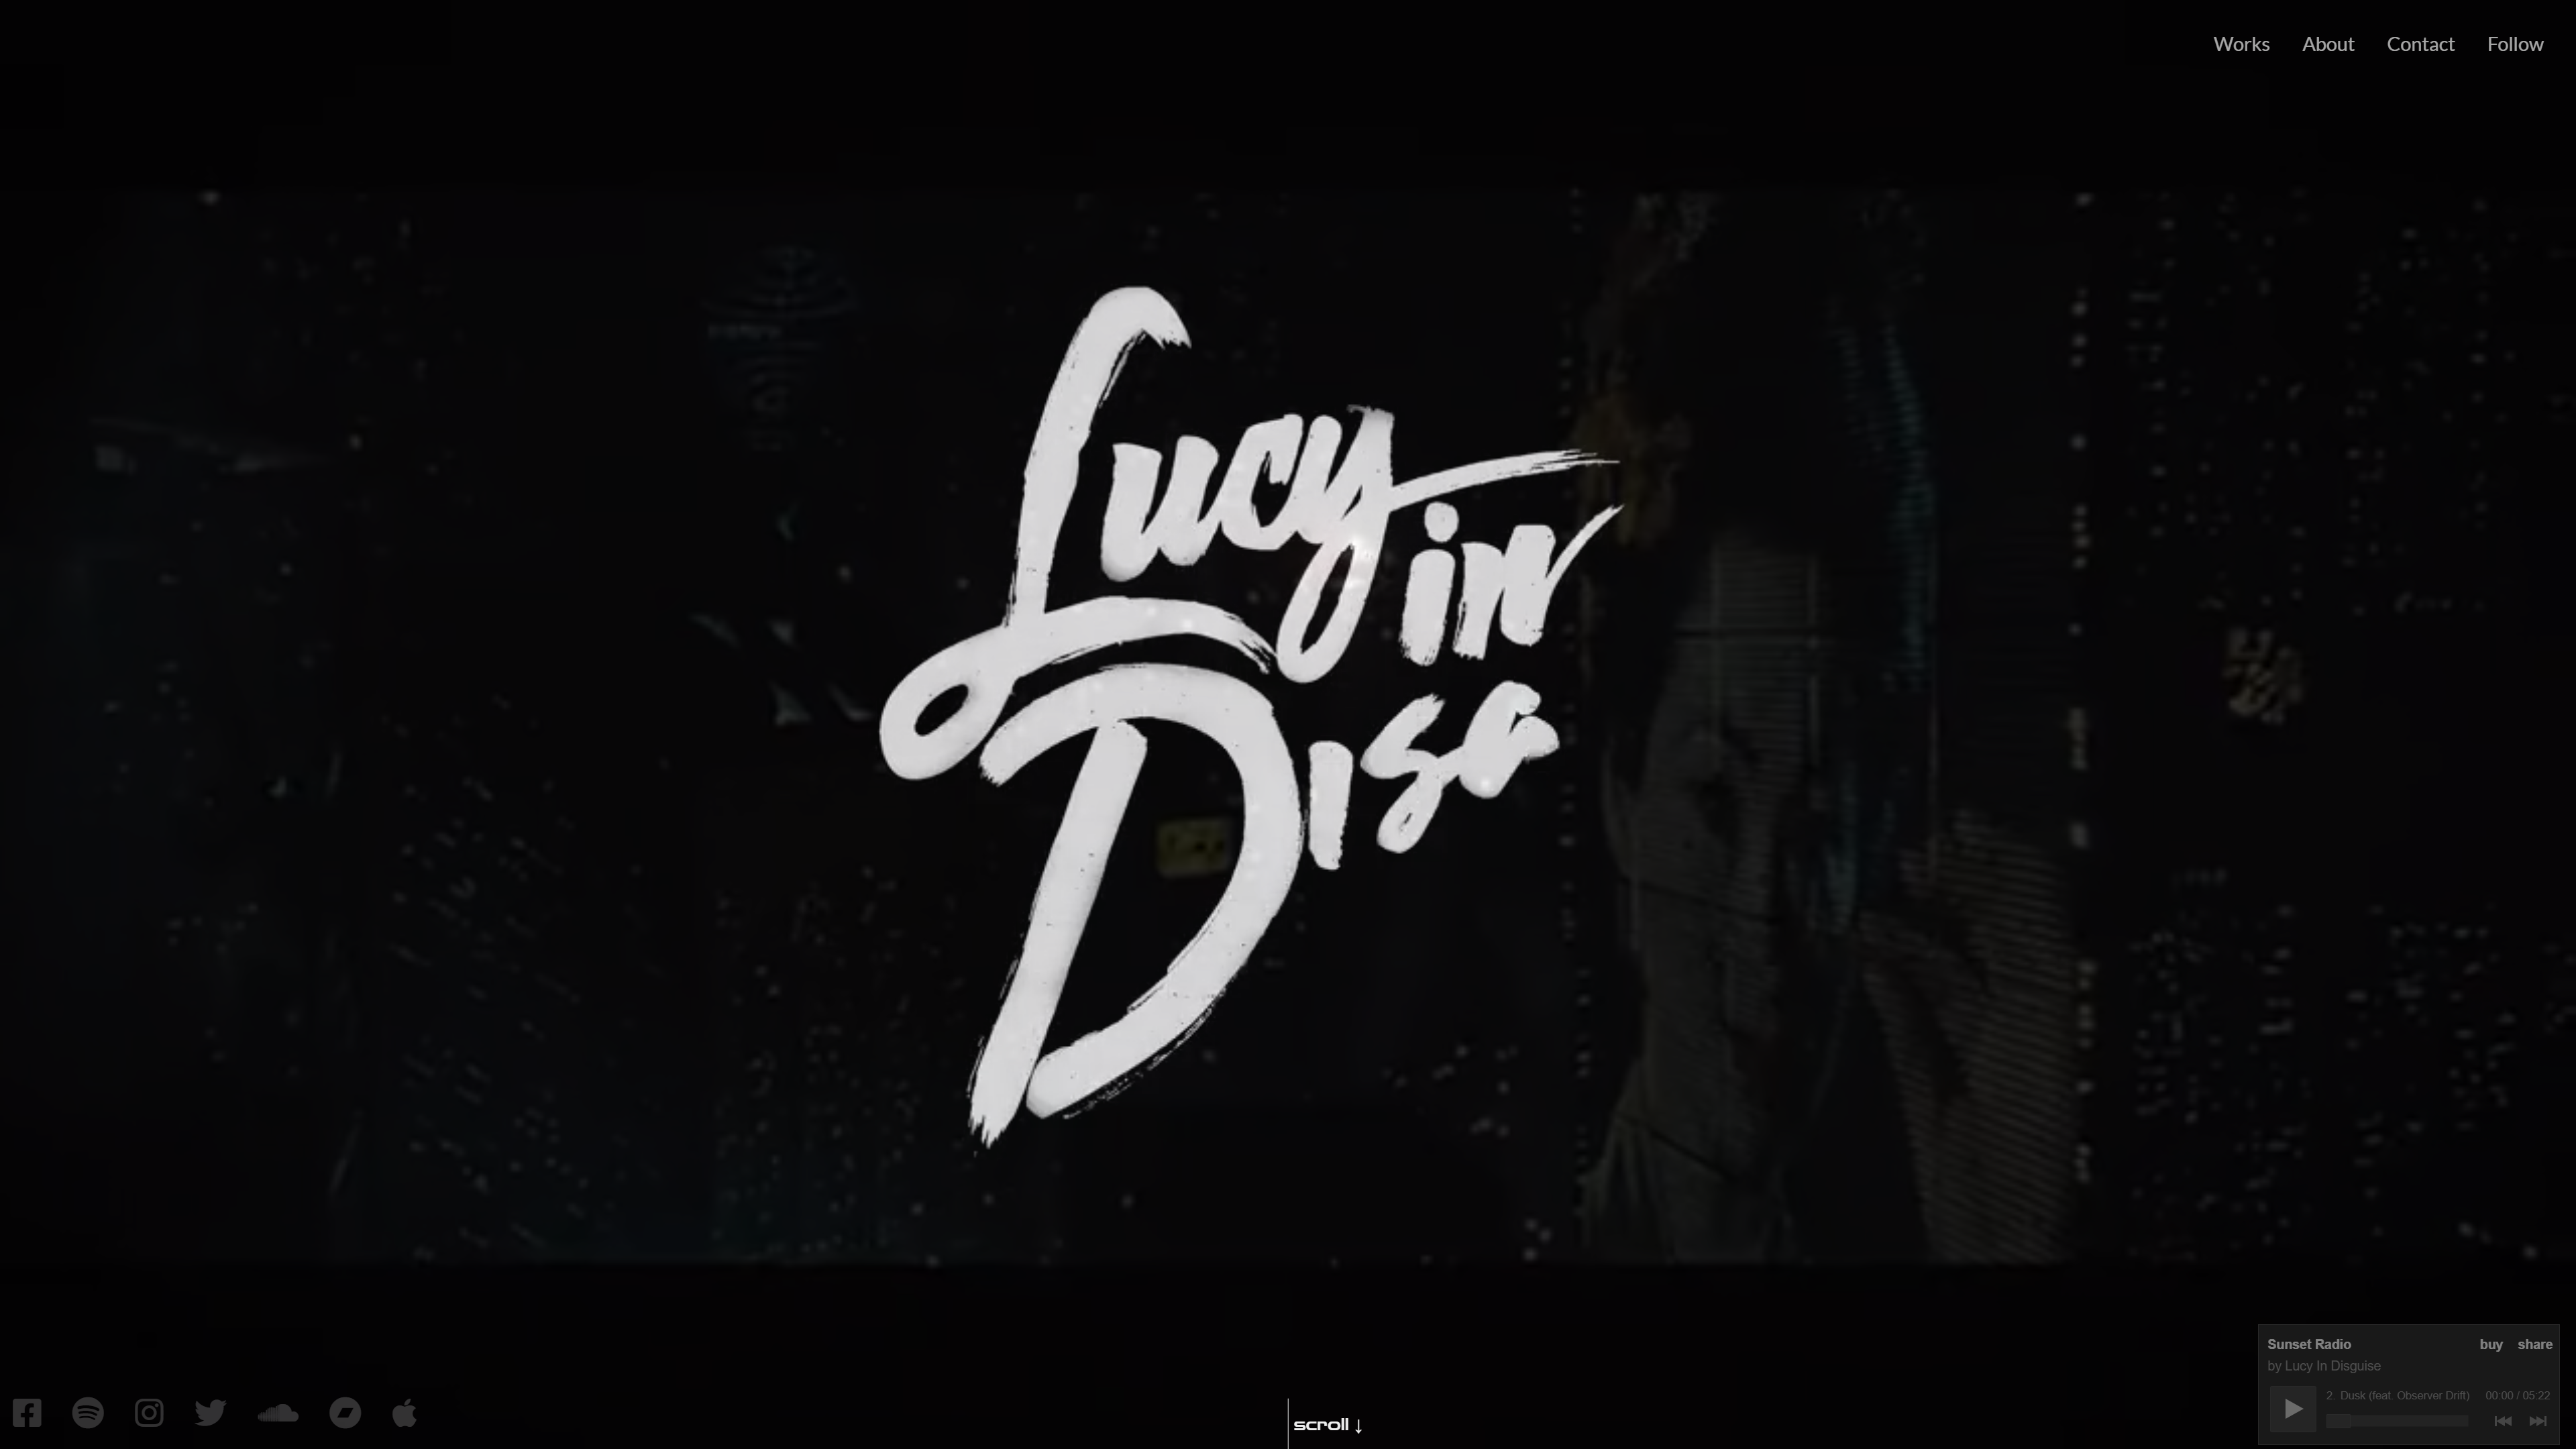 Works About Contact Follow
Lucy
in
Disg
Sunset Radio buy share
by Lucy In Disguise
2. Dusk (feat. Observer Drift) 00:00 / 05:22
scroll ↓